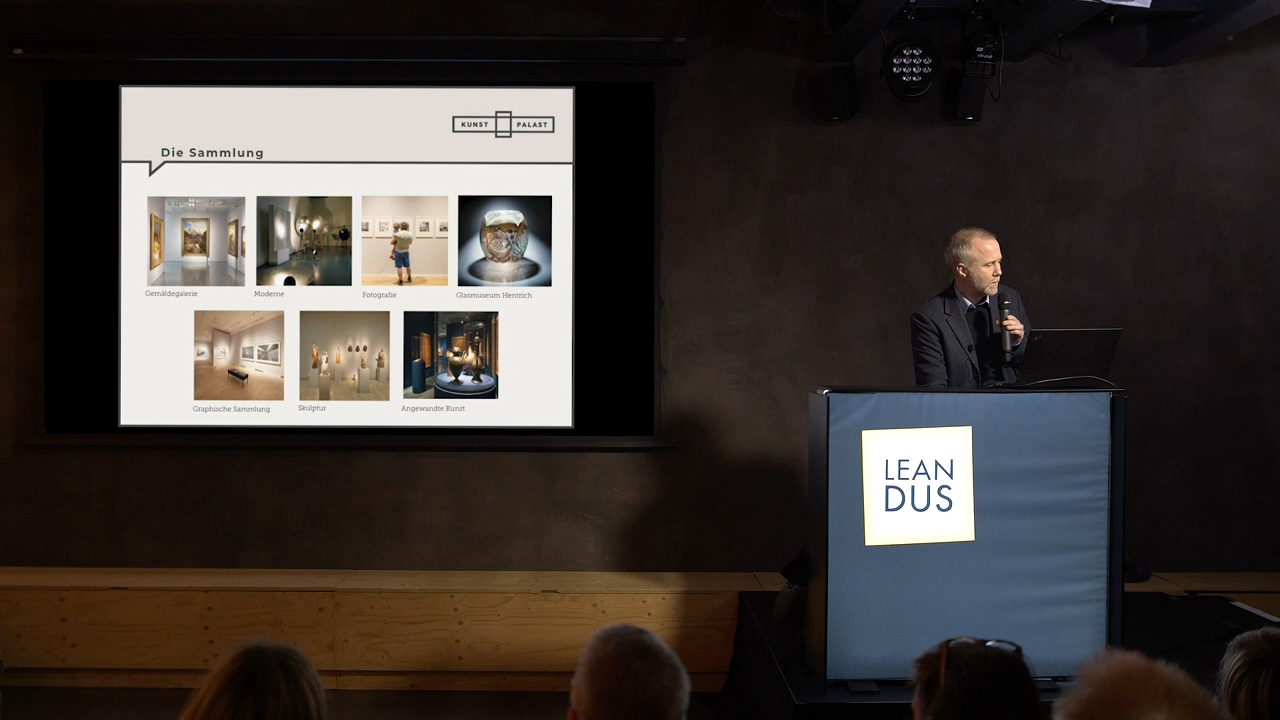 KUNST PALAST
Die Sammlung
Gemäldegalerie
Moderne
Fotografie
Glasmuseum Hentrich
Graphische Sammlung
Skulptur
Angewandte Kunst
LEAN
DUS